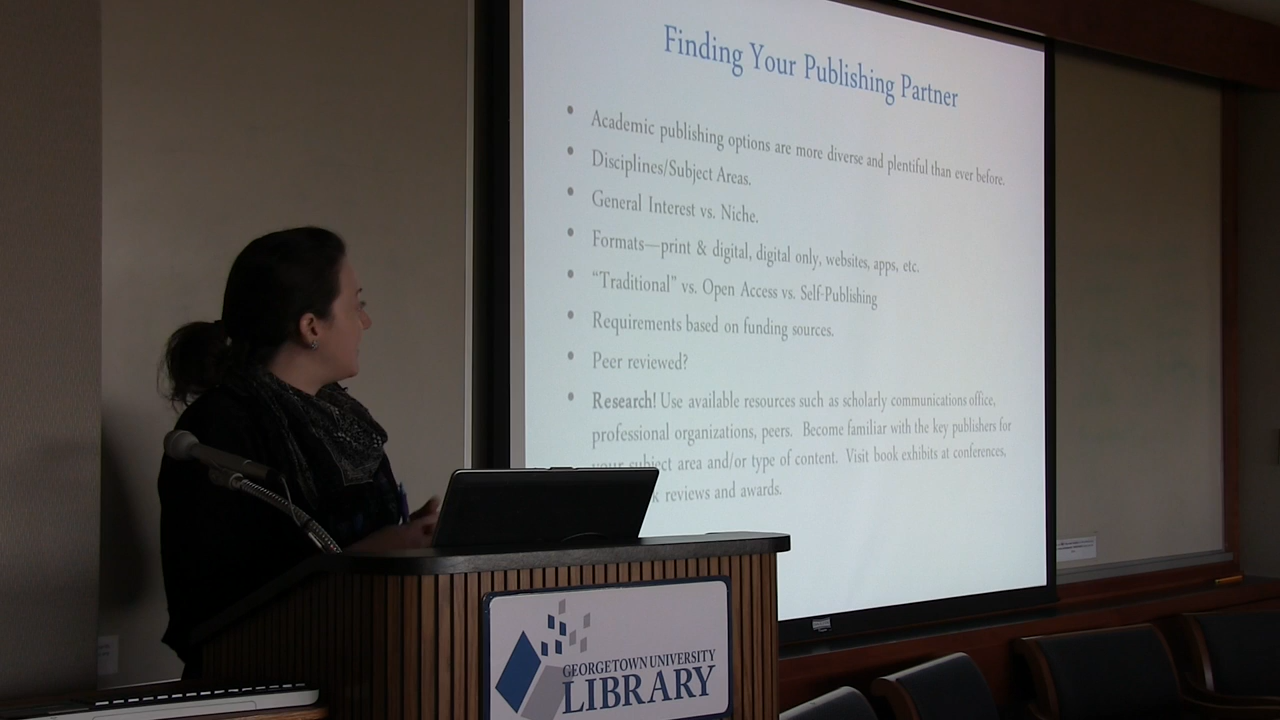 Finding Your Publishing Partner
• Academic publishing options are more diverse and plentiful than ever before.
• Disciplines/Subject Areas.
• General Interest vs. Niche.
• Formats—print & digital, digital only, websites, apps, etc.
• “Traditional” vs. Open Access vs. Self-Publishing
• Requirements based on funding sources.
• Peer reviewed?
• Research! Use available resources such as scholarly communications office,
professional organizations, peers. Become familiar with the key publishers for
your subject area and/or type of content. Visit book exhibits at conferences,
reviews and awards.
GEORGETOWN UNIVERSITY
LIBRARY